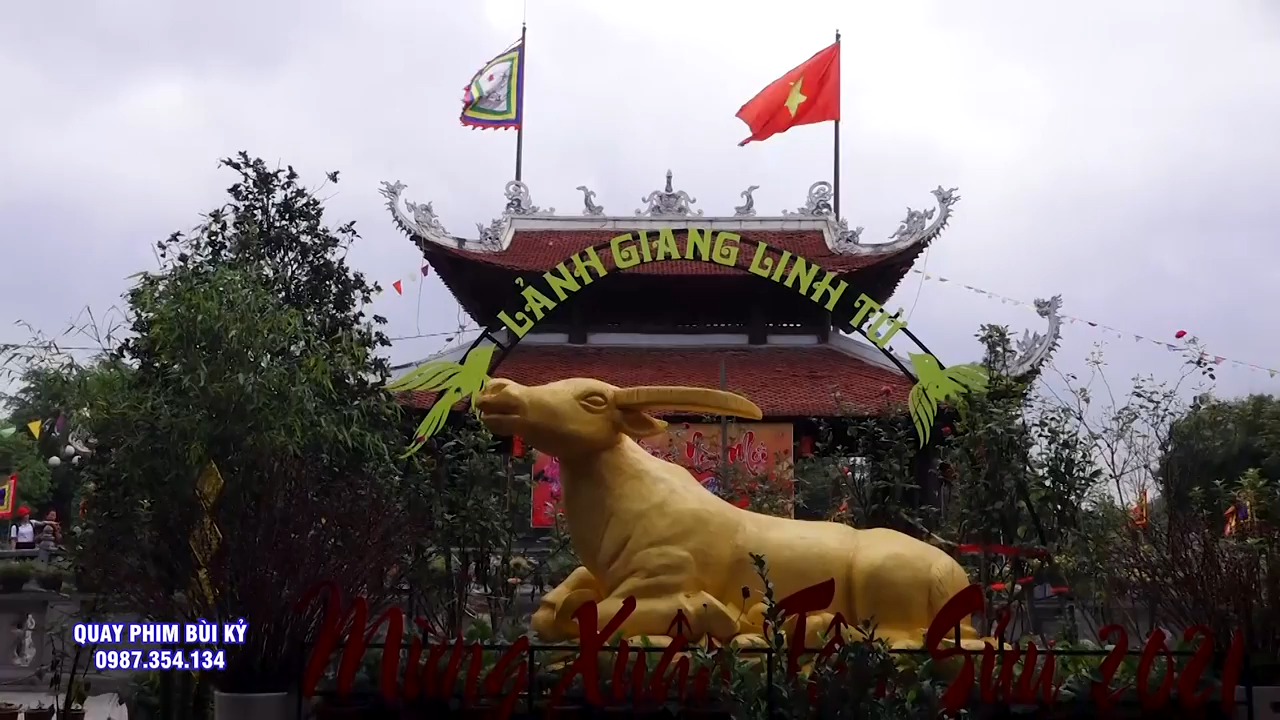 LẢNH GIANG LINH TỪ
Mừng Xuân Tân Sửu 2021
QUAY PHIM BÙI KỶ
0987.354.134